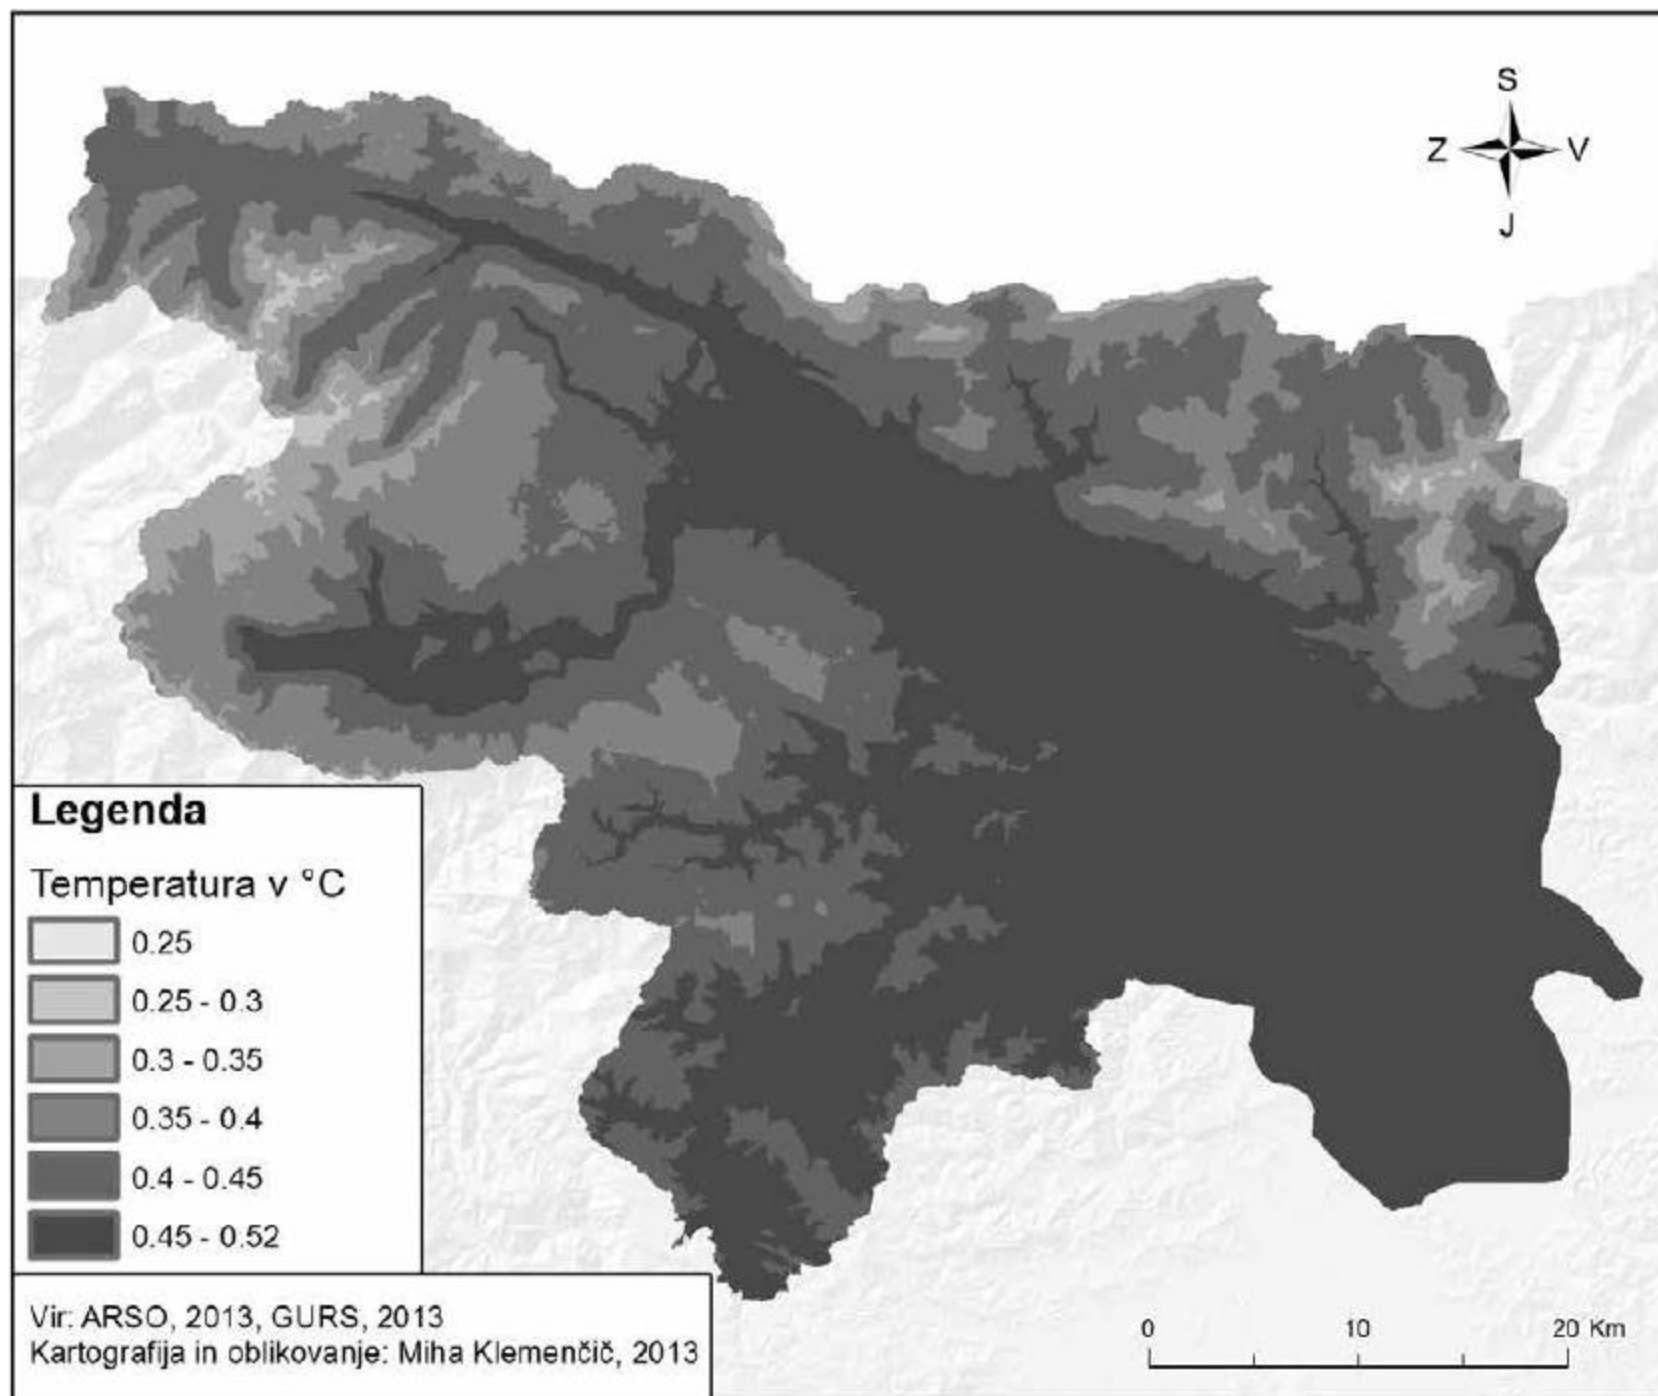 S
Z V
J
Legenda
Temperatura v °C
0.25
0.25 - 0.3
0.3 - 0.35
0.35 - 0.4
0.4 - 0.45
0.45 - 0.52
Vir: ARSO, 2013, GURS, 2013
Kartografija in oblikovanje: Miha Klemenčič, 2013
0 10 20 Km